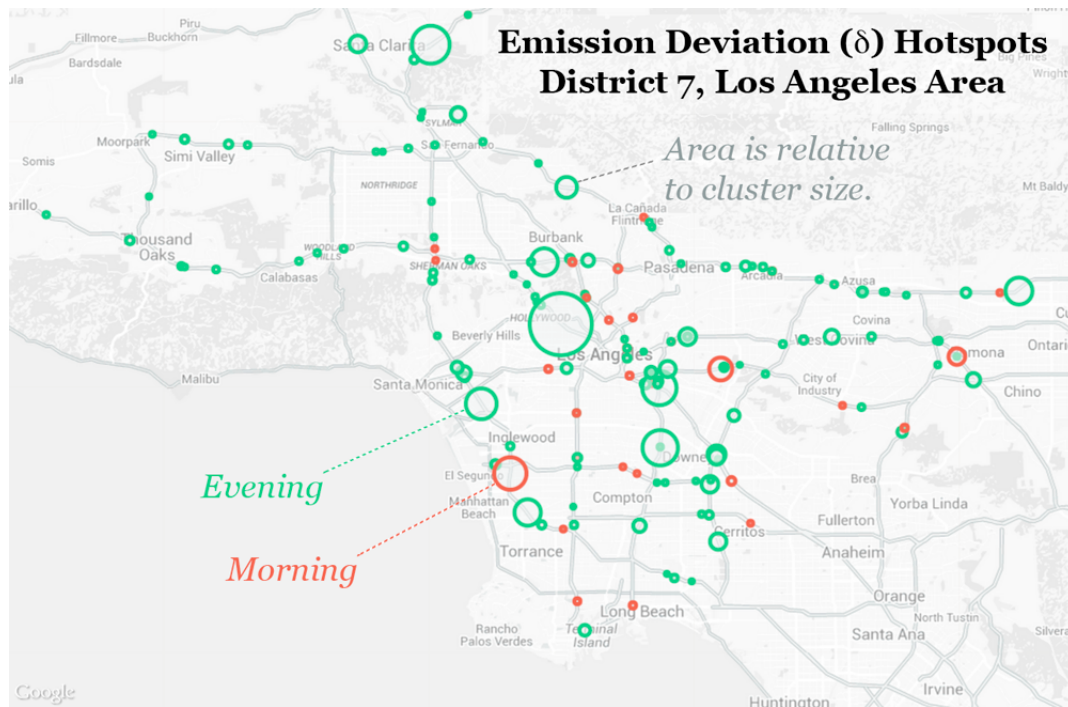 Emission Deviation (δ) Hotspots
District 7, Los Angeles Area
Area is relative
to cluster size.
Evening
Morning
Piru
Fillmore
Buckhorn
Bardsdale
Santa Clarita
Big Pines
Falling Springs
Moorpark
Simi Valley
Somis
SYLMAR
San Fernando
NORTHRIDGE
Mt Baldy
La Cañada
Flintridge
Thousand
Oaks
WOODLAND
HILLS
Calabasas
SHERMAN OAKS
Burbank
Pasadena
Arcadia
Azusa
Covina
West Covina
HOLLYWOOD
Beverly Hills
Los Angeles
Pomona
Ontario
Malibu
Santa Monica
City of
Industry
Chino
Inglewood
El Segundo
Manhattan
Beach
Downey
Compton
Brea
Yorba Linda
Fullerton
Cerritos
Anaheim
Torrance
Orange
Long Beach
North Tustin
Rancho
Palos Verdes
Terminal
Island
Santa Ana
Irvine
Huntington
Google